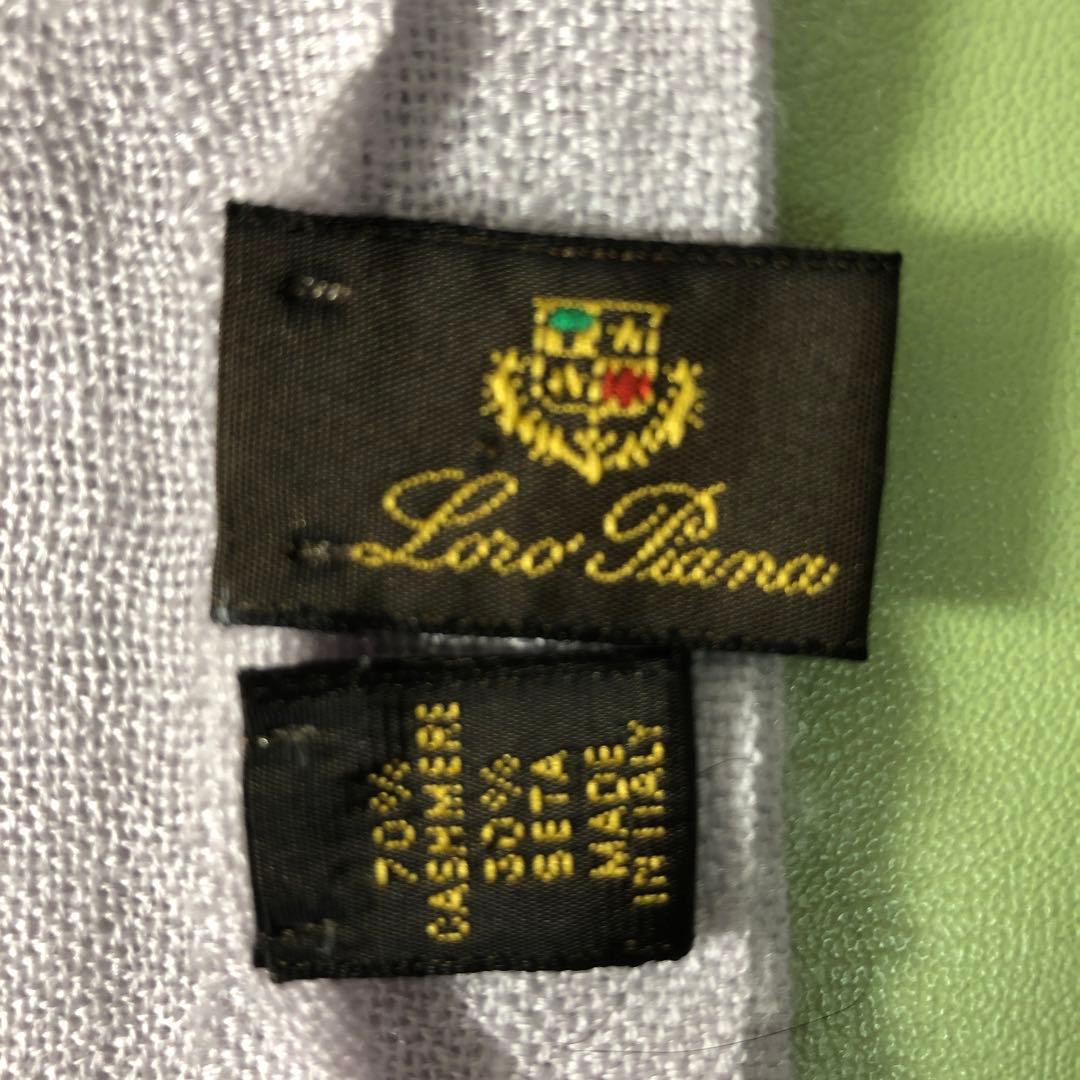 Loro Piana
70%
CASHMERE
30%
SETA
MADE
IN ITALY